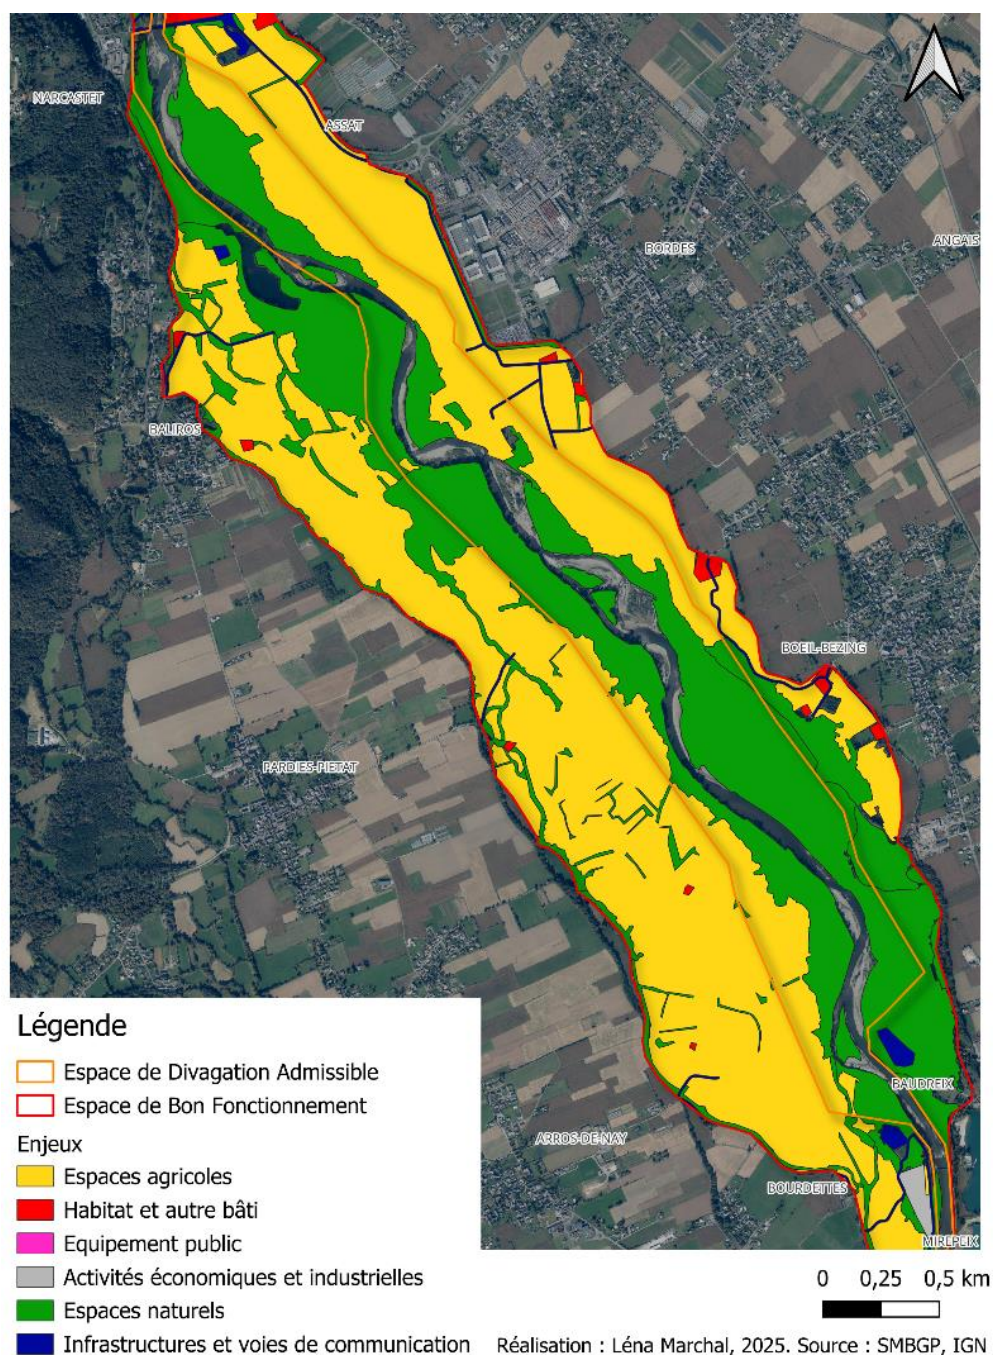 NARCASTET
ASSAT
BORDES
ANGAIS
BALIROS
BOEIL-BEZING
PARDIES-PIETAT
BAUDREIX
ARROS-DE-NAY
BOURDETTES
MIREPEIX
Légende
Espace de Divagation Admissible
Espace de Bon Fonctionnement
Enjeux
Espaces agricoles
Habitat et autre bâti
Equipement public
Activités économiques et industrielles
Espaces naturels
Infrastructures et voies de communication
0 0,25 0,5 km
Réalisation : Léna Marchal, 2025. Source : SMBGP, IGN